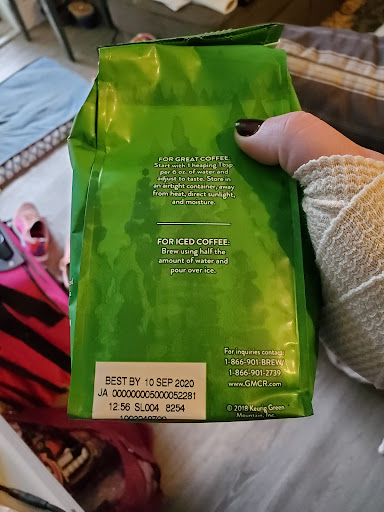 FOR GREAT COFFEE:
Start with 1 heaping Tbsp
per 6 oz. of water and
adjust to taste. Store in
an airtight container, away
from heat, direct sunlight,
and moisture.
FOR ICED COFFEE:
Brew using half the
amount of water and
pour over ice.
For inquiries contact:
1-866-901-BREW/
1-866-901-2739
www.GMCR.com
BEST BY 10 SEP 2020
JA 000000005000052281
12:56 SL004 8254
© 2018 Keurig Green
Mountain, Inc.